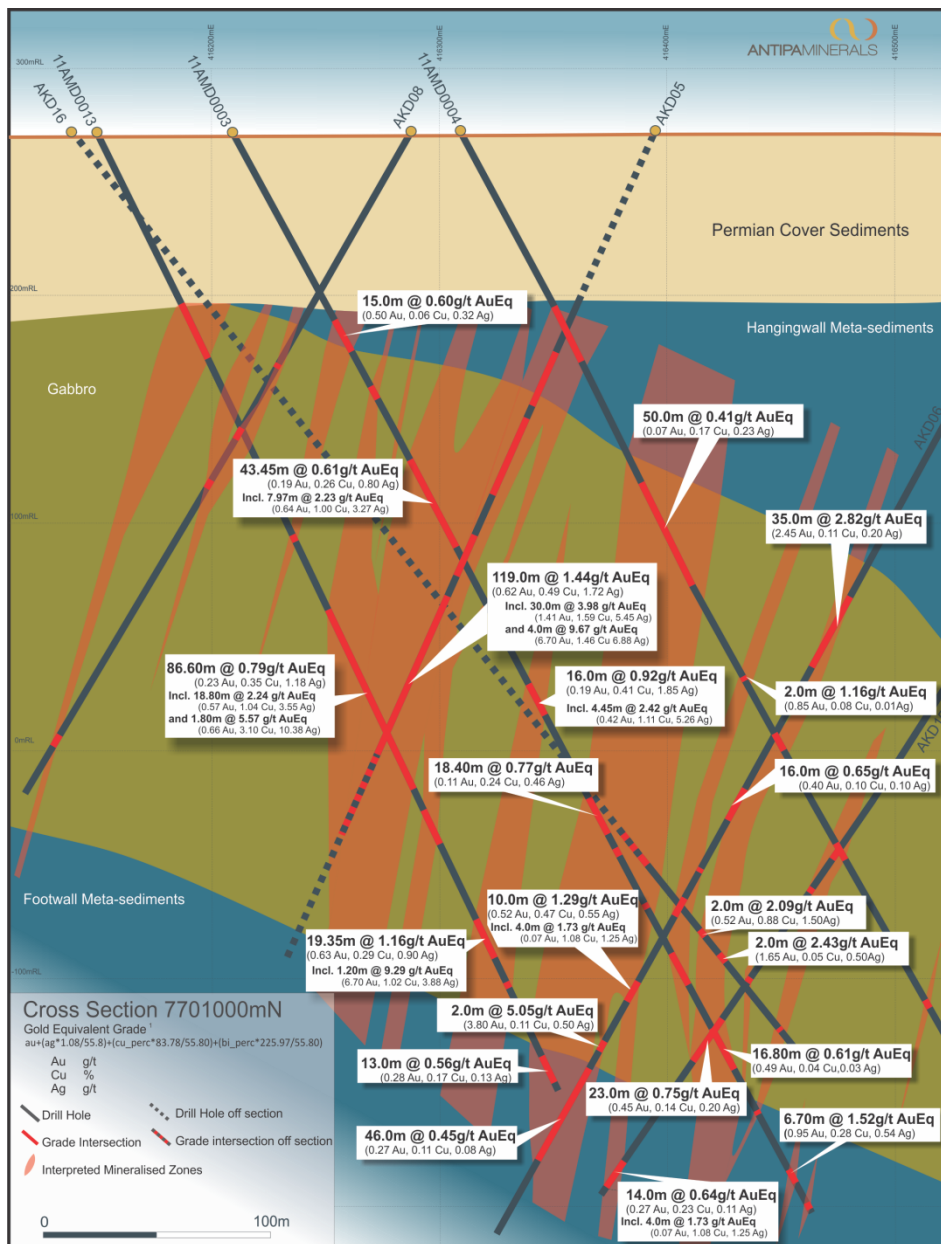 416200mE
416300mE
416400mE
416500mE
ANTIPAMINERALS
300mRL
AKD16
11AMD0013
11AMD0003
AKD08
11AMD0004
AKD05
Permian Cover Sediments
200mRL
15.0m @ 0.60g/t AuEq
(0.50 Au, 0.06 Cu, 0.32 Ag)
Hangingwall Meta-sediments
Gabbro
50.0m @ 0.41g/t AuEq
(0.07 Au, 0.17 Cu, 0.23 Ag)
AKD06
43.45m @ 0.61g/t AuEq
(0.19 Au, 0.26 Cu, 0.80 Ag)
Incl. 7.97m @ 2.23 g/t AuEq
(0.64 Au, 1.00 Cu, 3.27 Ag)
100mRL
35.0m @ 2.82g/t AuEq
(2.45 Au, 0.11 Cu, 0.20 Ag)
119.0m @ 1.44g/t AuEq
(0.62 Au, 0.49 Cu, 1.72 Ag)
Incl. 30.0m @ 3.98 g/t AuEq
(1.41 Au, 1.59 Cu, 5.45 Ag)
and 4.0m @ 9.67 g/t AuEq
(6.70 Au, 1.46 Cu 6.88 Ag)
86.60m @ 0.79g/t AuEq
(0.23 Au, 0.35 Cu, 1.18 Ag)
Incl. 18.80m @ 2.24 g/t AuEq
(0.57 Au, 1.04 Cu, 3.55 Ag)
and 1.80m @ 5.57 g/t AuEq
(0.66 Au, 3.10 Cu, 10.38 Ag)
16.0m @ 0.92g/t AuEq
(0.19 Au, 0.41 Cu, 1.85 Ag)
Incl. 4.45m @ 2.42 g/t AuEq
(0.42 Au, 1.11 Cu, 5.26 Ag)
2.0m @ 1.16g/t AuEq
(0.85 Au, 0.08 Cu, 0.01Ag)
AKD1
0mRL
18.40m @ 0.77g/t AuEq
(0.11 Au, 0.24 Cu, 0.46 Ag)
16.0m @ 0.65g/t AuEq
(0.40 Au, 0.10 Cu, 0.10 Ag)
Footwall Meta-sediments
10.0m @ 1.29g/t AuEq
(0.52 Au, 0.47 Cu, 0.55 Ag)
Incl. 4.0m @ 1.73 g/t AuEq
(0.07 Au, 1.08 Cu, 1.25 Ag)
2.0m @ 2.09g/t AuEq
(0.52 Au, 0.88 Cu, 1.50Ag)
19.35m @ 1.16g/t AuEq
(0.63 Au, 0.29 Cu, 0.90 Ag)
Incl. 1.20m @ 9.29 g/t AuEq
(6.70 Au, 1.02 Cu, 3.88 Ag)
2.0m @ 2.43g/t AuEq
(1.65 Au, 0.05 Cu, 0.50Ag)
-100mRL
2.0m @ 5.05g/t AuEq
(3.80 Au, 0.11 Cu, 0.50 Ag)
16.80m @ 0.61g/t AuEq
(0.49 Au, 0.04 Cu,0.03 Ag)
13.0m @ 0.56g/t AuEq
(0.28 Au, 0.17 Cu, 0.13 Ag)
23.0m @ 0.75g/t AuEq
(0.45 Au, 0.14 Cu, 0.20 Ag)
6.70m @ 1.52g/t AuEq
(0.95 Au, 0.28 Cu, 0.54 Ag)
46.0m @ 0.45g/t AuEq
(0.27 Au, 0.11 Cu, 0.08 Ag)
14.0m @ 0.64g/t AuEq
(0.27 Au, 0.23 Cu, 0.11 Ag)
Incl. 4.0m @ 1.73 g/t AuEq
(0.07 Au, 1.08 Cu, 1.25 Ag)
Cross Section 7701000mN
Gold Equivalent Grade 1
au+(ag*1.08/55.8)+(cu_perc*83.78/55.80)+(bi_perc*225.97/55.80)
Au g/t
Cu %
Ag g/t
Drill Hole
Drill Hole off section
Grade Intersection
Grade intersection off section
Interpreted Mineralised Zones
0
100m